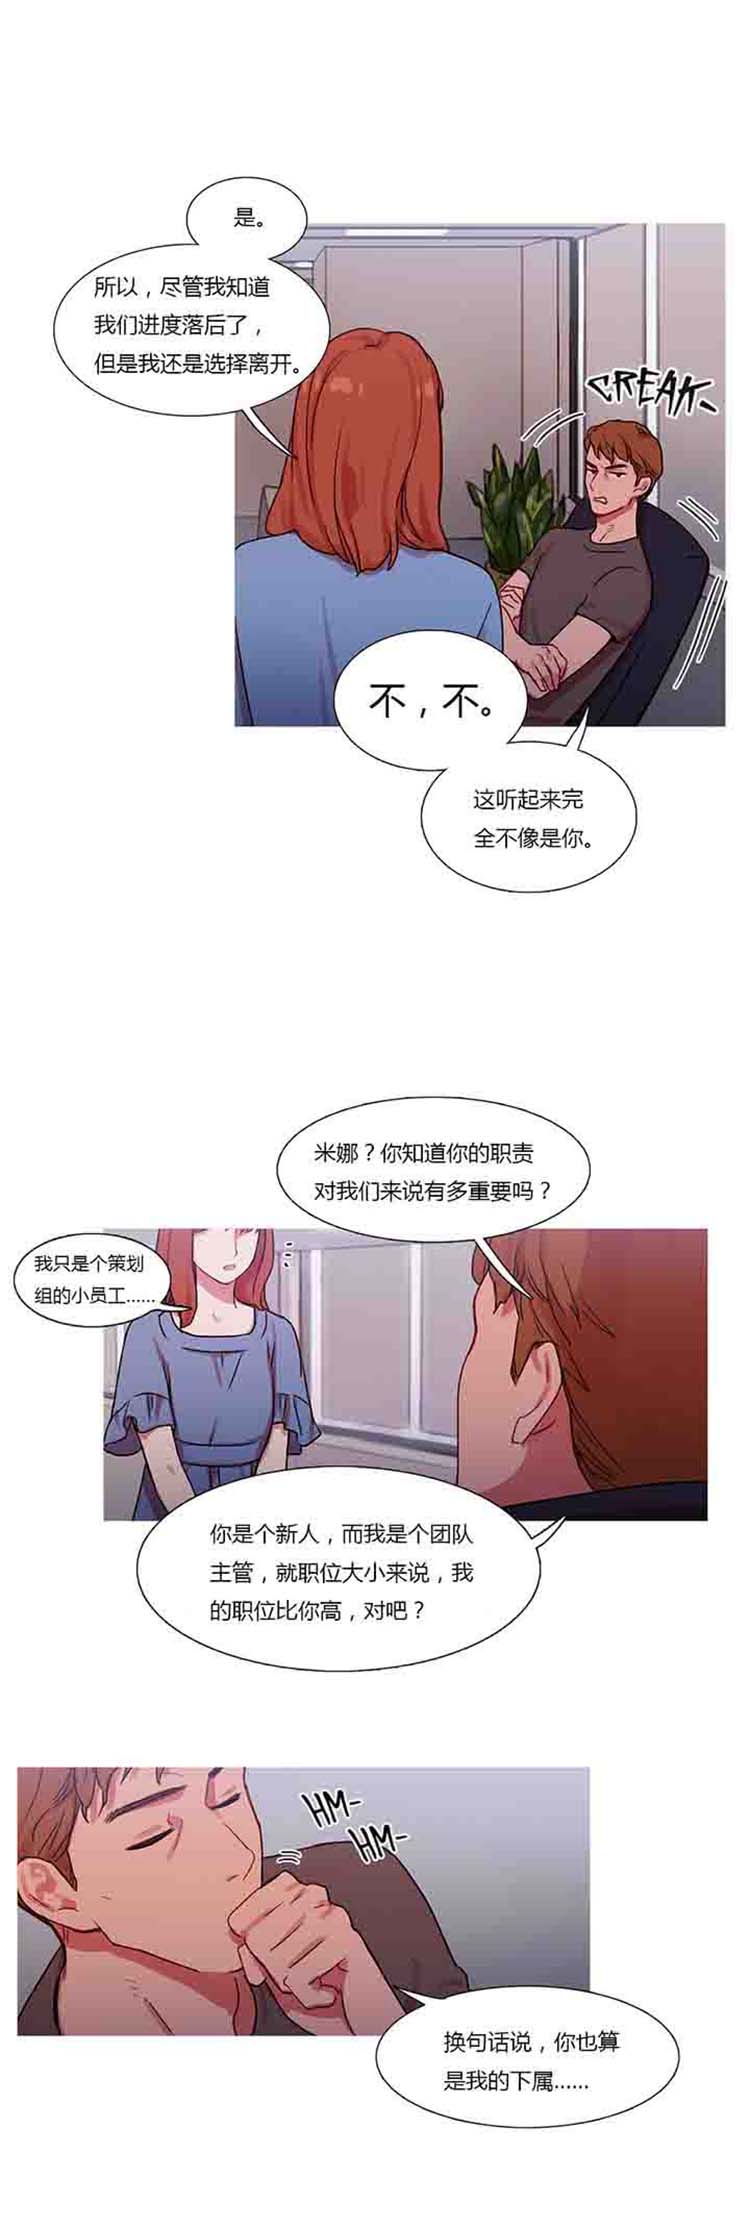 是。
所以，尽管我知道
我们进度落后了，
但是我还是选择离开。
CREAK-
不，不。
这听起来完
全不像是你。
米娜？你知道你的职责
对我们来说有多重要吗？
我只是个策划
组的小员工……
你是个新人，而我是个团队
主管，就职位大小来说，我
的职位比你高，对吧？
HM-
HM-
换句话说，你也算
是我的下属……